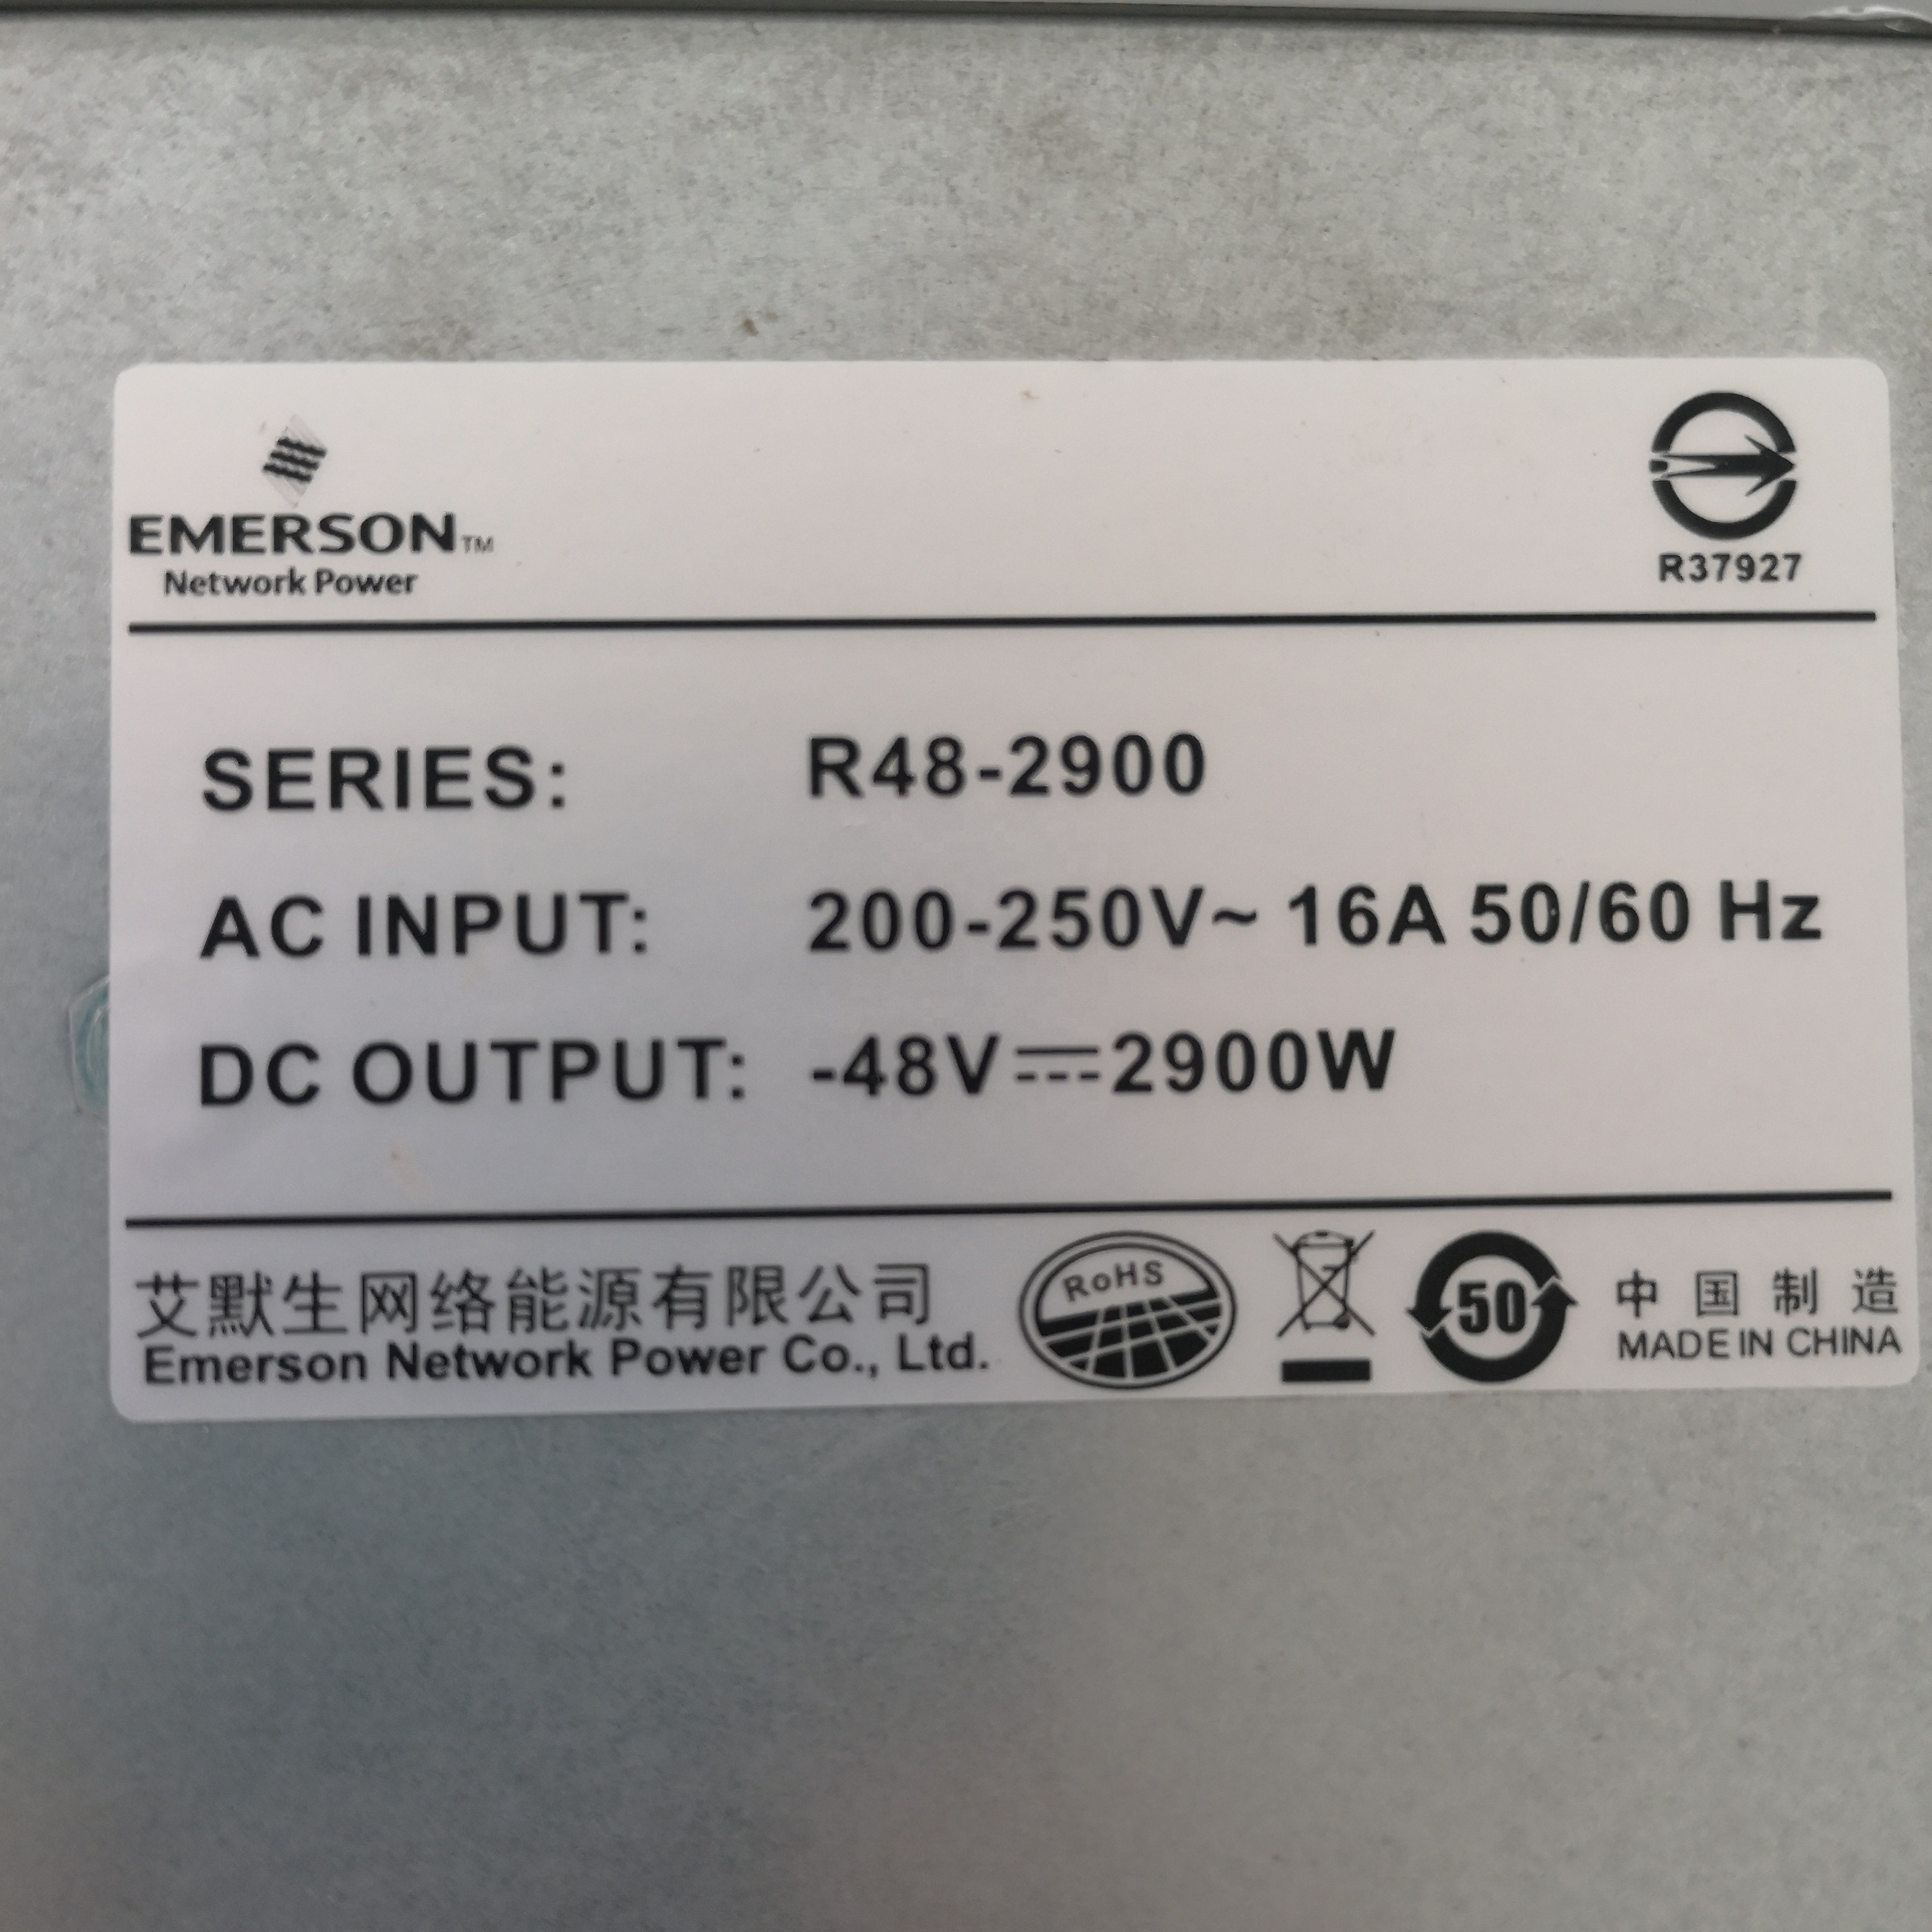 EMERSON™
Network Power
R37927
SERIES: R48-2900
AC INPUT: 200-250V~ 16A 50/60 Hz
DC OUTPUT: -48V⎓2900W
艾默生网络能源有限公司
Emerson Network Power Co., Ltd.
RoHS
50
中国制造
MADE IN CHINA